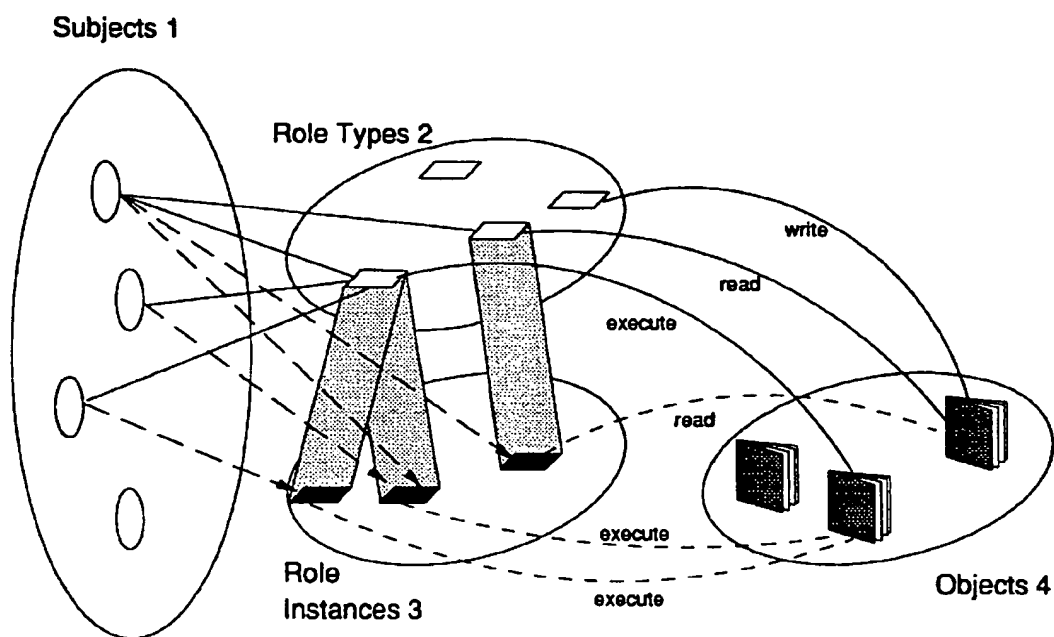 Subjects 1
Role Types 2
write
read
execute
read
execute
Role
Instances 3
execute
Objects 4